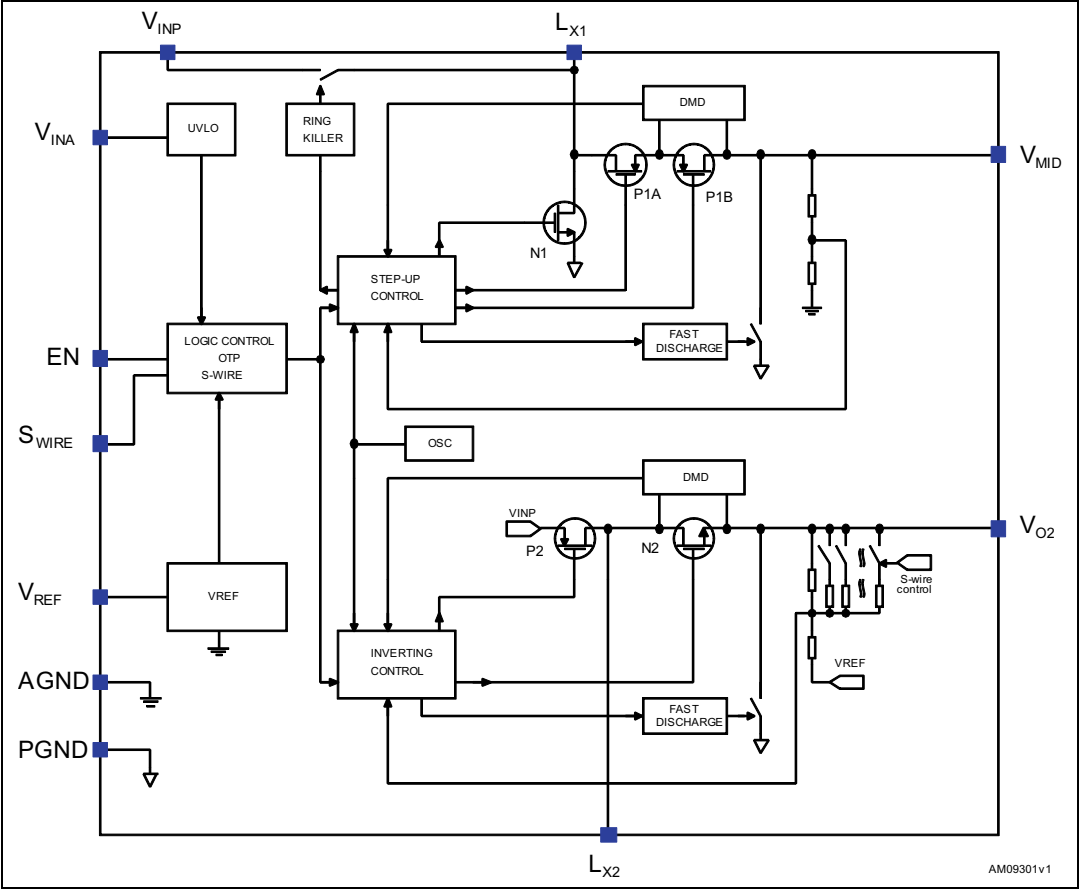 VINP
LX1
DMD
UVLO
RING
KILLER
VINA
VMID
P1A
P1B
N1
STEP-UP
CONTROL
LOGIC CONTROL
OTP
S-WIRE
FAST
DISCHARGE
EN
SWIRE
OSC
DMD
VINP
P2
N2
VO2
S-wire
control
VREF
VREF
INVERTING
CONTROL
VREF
AGND
FAST
DISCHARGE
PGND
LX2
AM09301v1